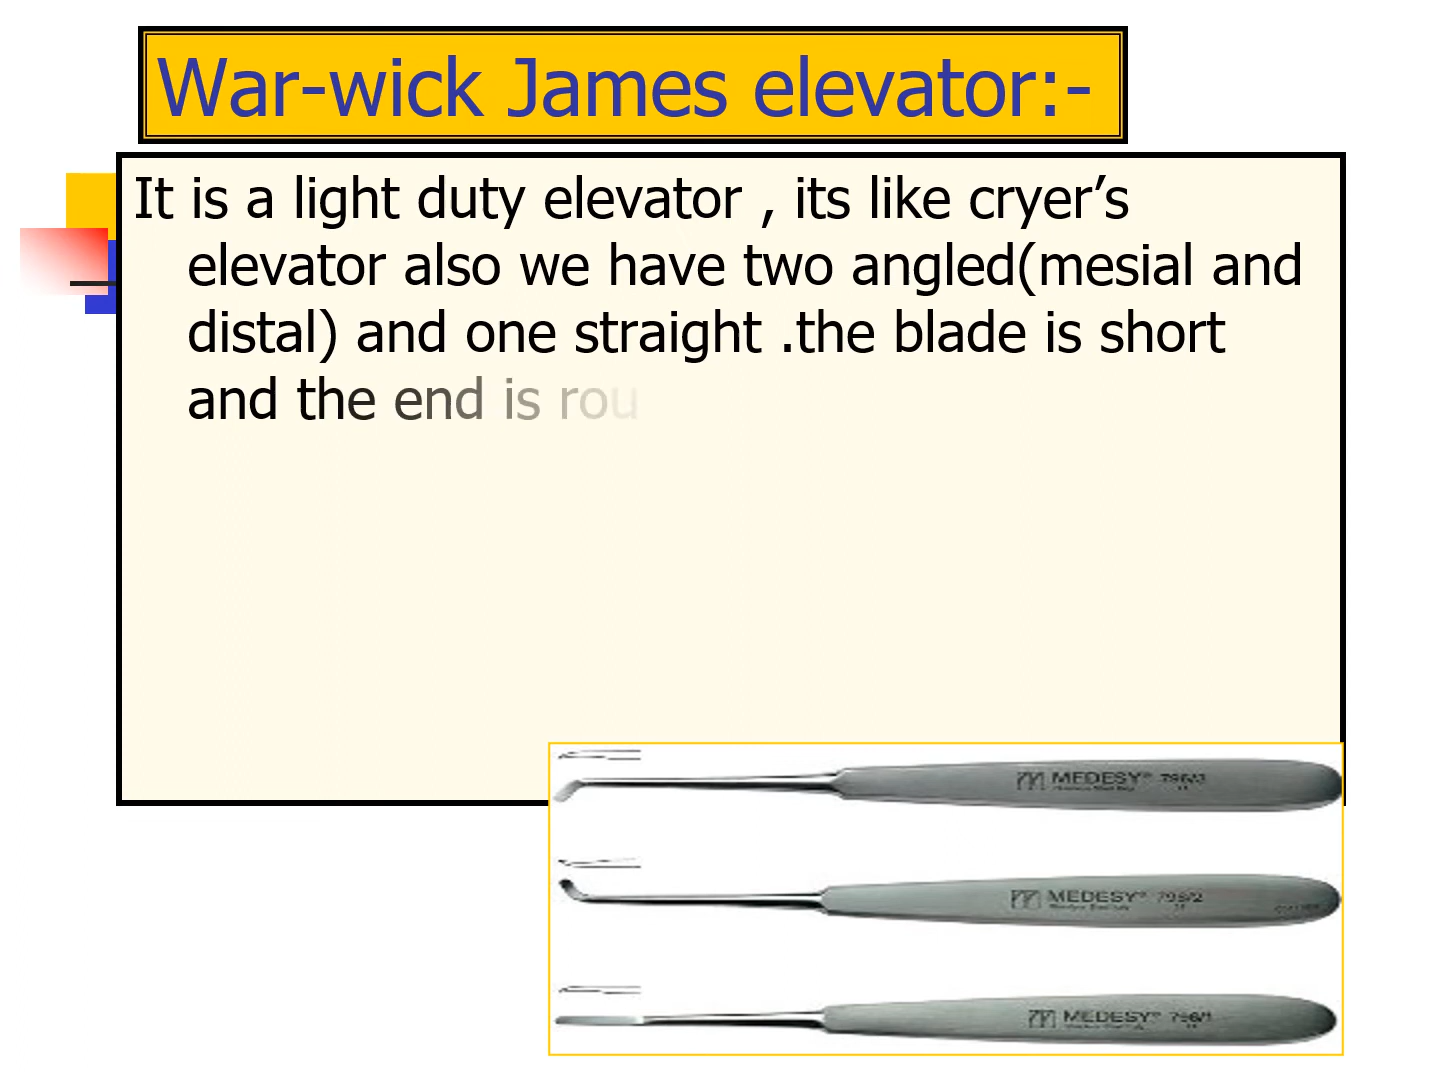 War-wick James elevator:-
It is a light duty elevator , its like cryer’s
elevator also we have two angled(mesial and
distal) and one straight .the blade is short
and the end is rou
MEDESY®
MEDESY®
MEDESY®